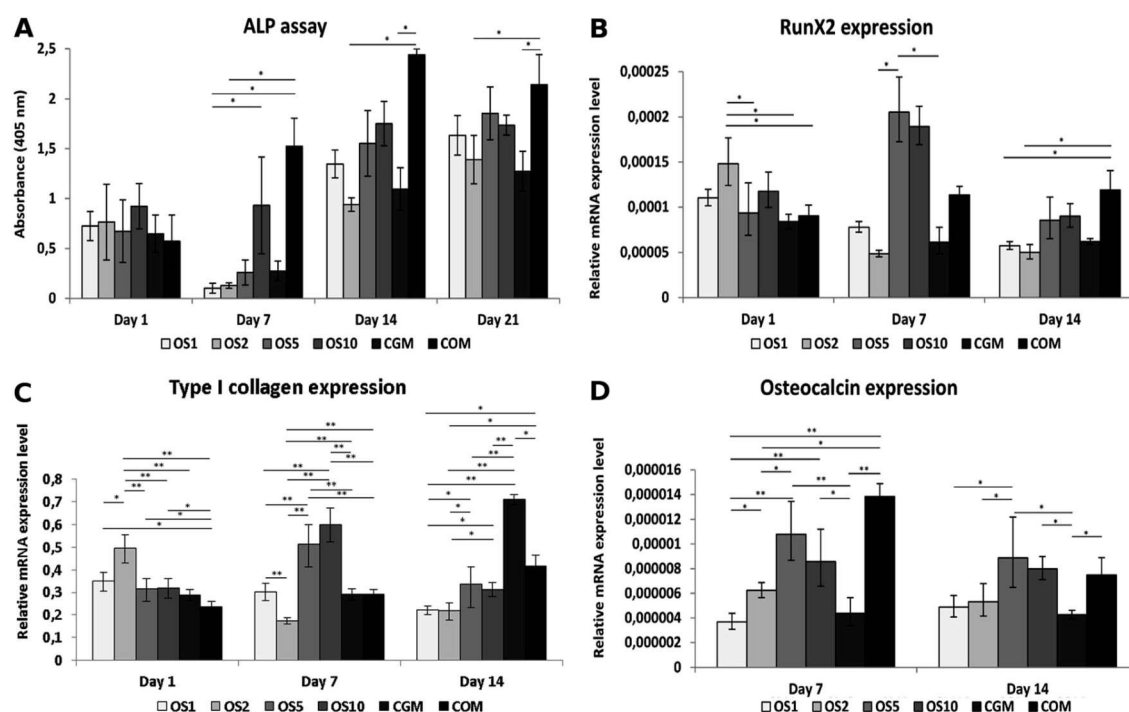 A
ALP assay
Absorbance (405 nm)
2,5
2
1,5
1
0,5
0
* * * * * * * * *
Day 1 Day 7 Day 14 Day 21
OS1 OS2 OS5 OS10 CGM COM
B
RunX2 expression
Relative mRNA expression level
0,00025
0,0002
0,00015
0,0001
0,00005
0
* * * * * * *
Day 1 Day 7 Day 14
OS1 OS2 OS5 OS10 CGM COM
C
Type I collagen expression
Relative mRNA expression level
0,8
0,7
0,6
0,5
0,4
0,3
0,2
0,1
0
Day 1 Day 7 Day 14
OS1 OS2 OS5 OS10 CGM COM
D
Osteocalcin expression
Relative mRNA expression level
0,000016
0,000014
0,000012
0,00001
0,000008
0,000006
0,000004
0,000002
0
Day 7 Day 14
OS1 OS2 OS5 OS10 CGM COM